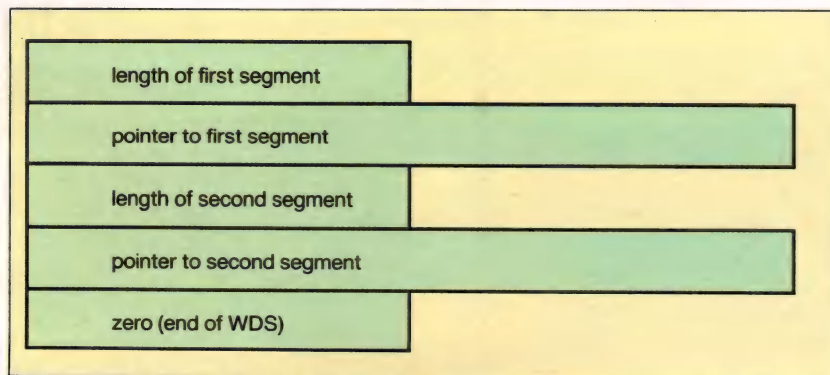 length of first segment
pointer to first segment
length of second segment
pointer to second segment
zero (end of WDS)